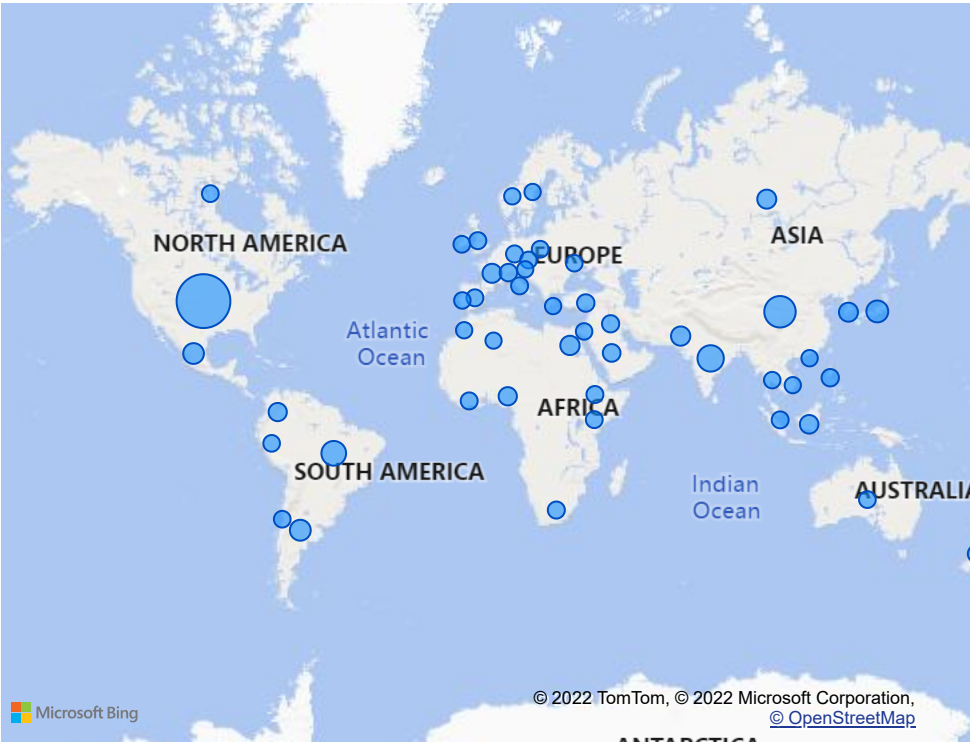 NORTH AMERICA
EUROPE
ASIA
Atlantic
Ocean
AFRICA
SOUTH AMERICA
Indian
Ocean
AUSTRALIA
© 2022 TomTom, © 2022 Microsoft Corporation,
© OpenStreetMap
Microsoft Bing
ANTARCTICA